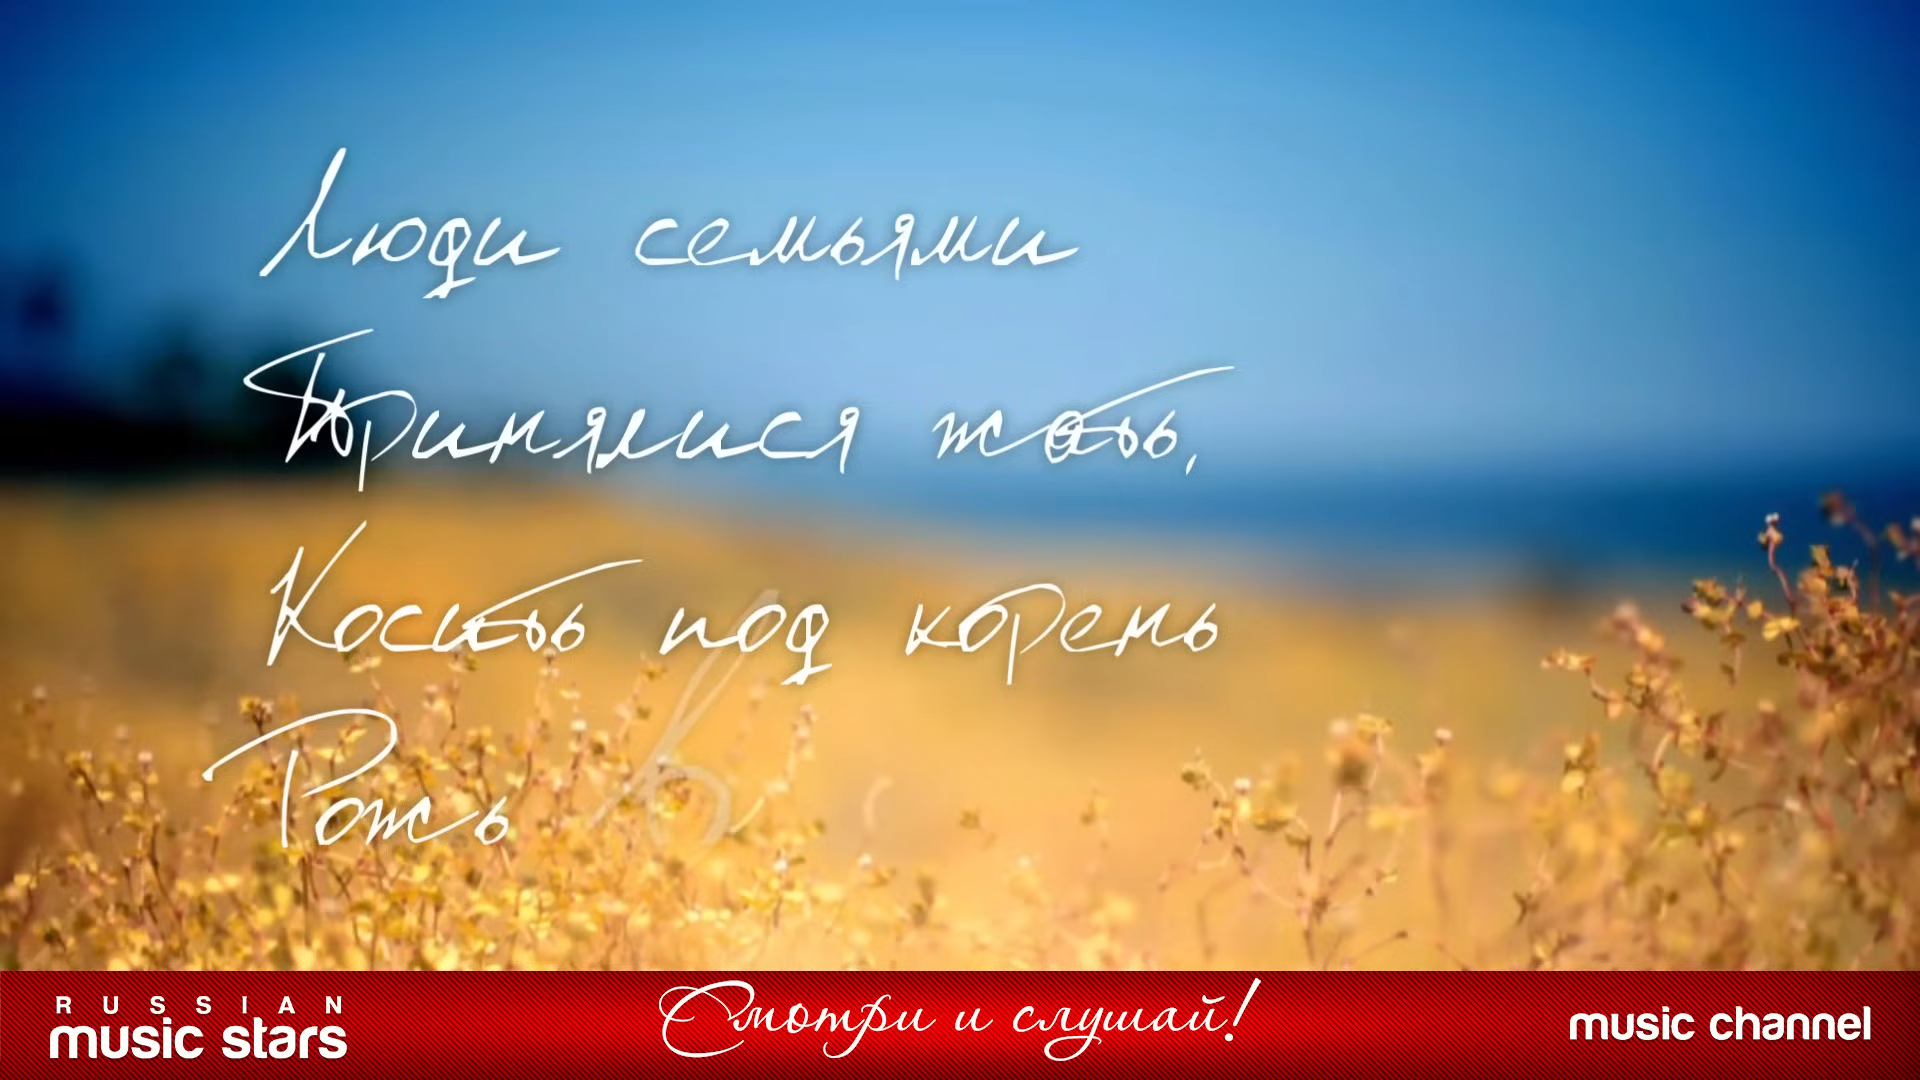 Люди семьями
Принялися жать,
Косить под корень
Рожь в с
RUSSIAN
music stars
Смотри и слушай!
music channel